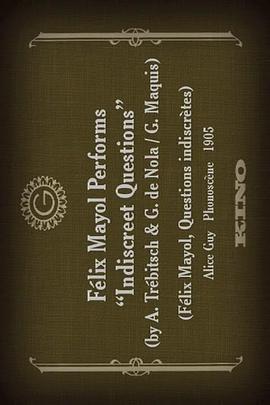 G
Félix Mayol Performs
“Indiscreet Questions”
(by A. Trébitsch & G. de Nola / G. Maquis)
(Félix Mayol, Questions indiscrètes)
Alice Guy Phonoscène 1905
KINO